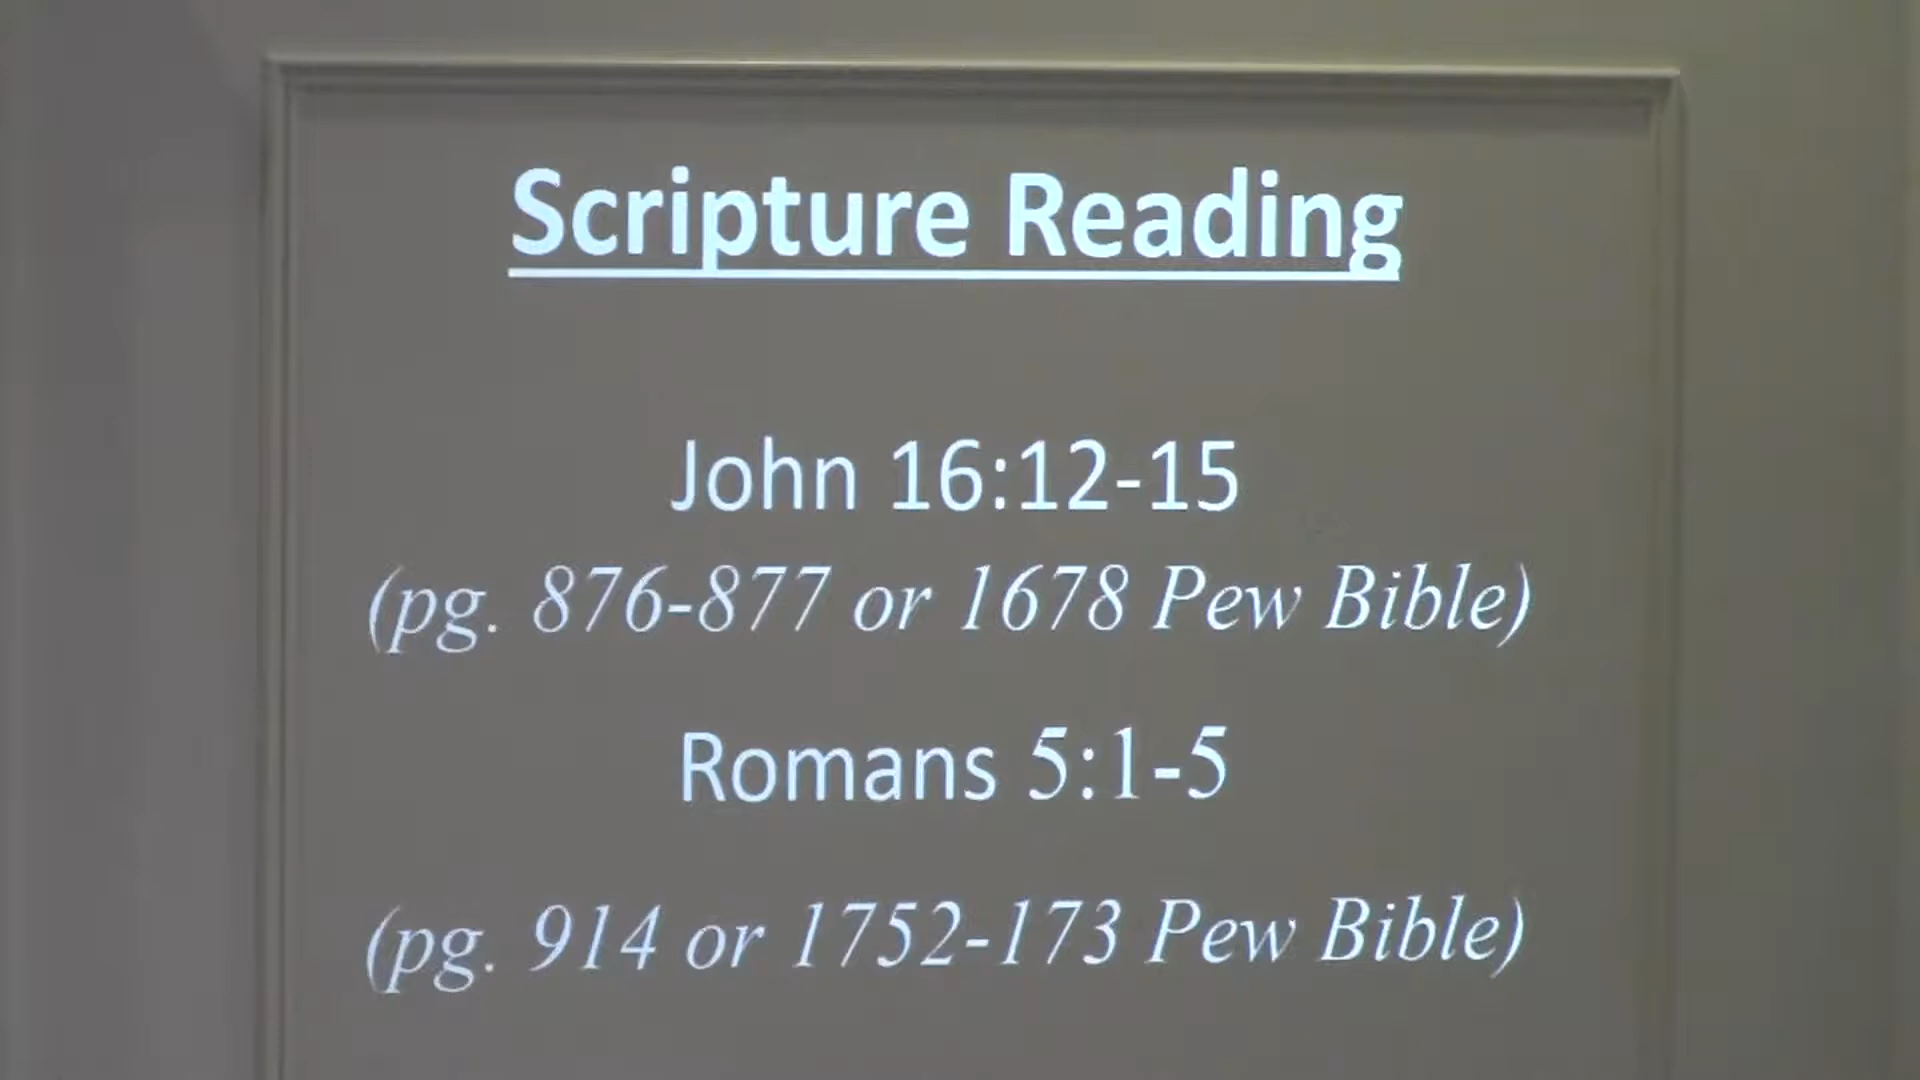 Scripture Reading
John 16:12-15
(pg. 876-877 or 1678 Pew Bible)
Romans 5:1-5
(pg. 914 or 1752-173 Pew Bible)